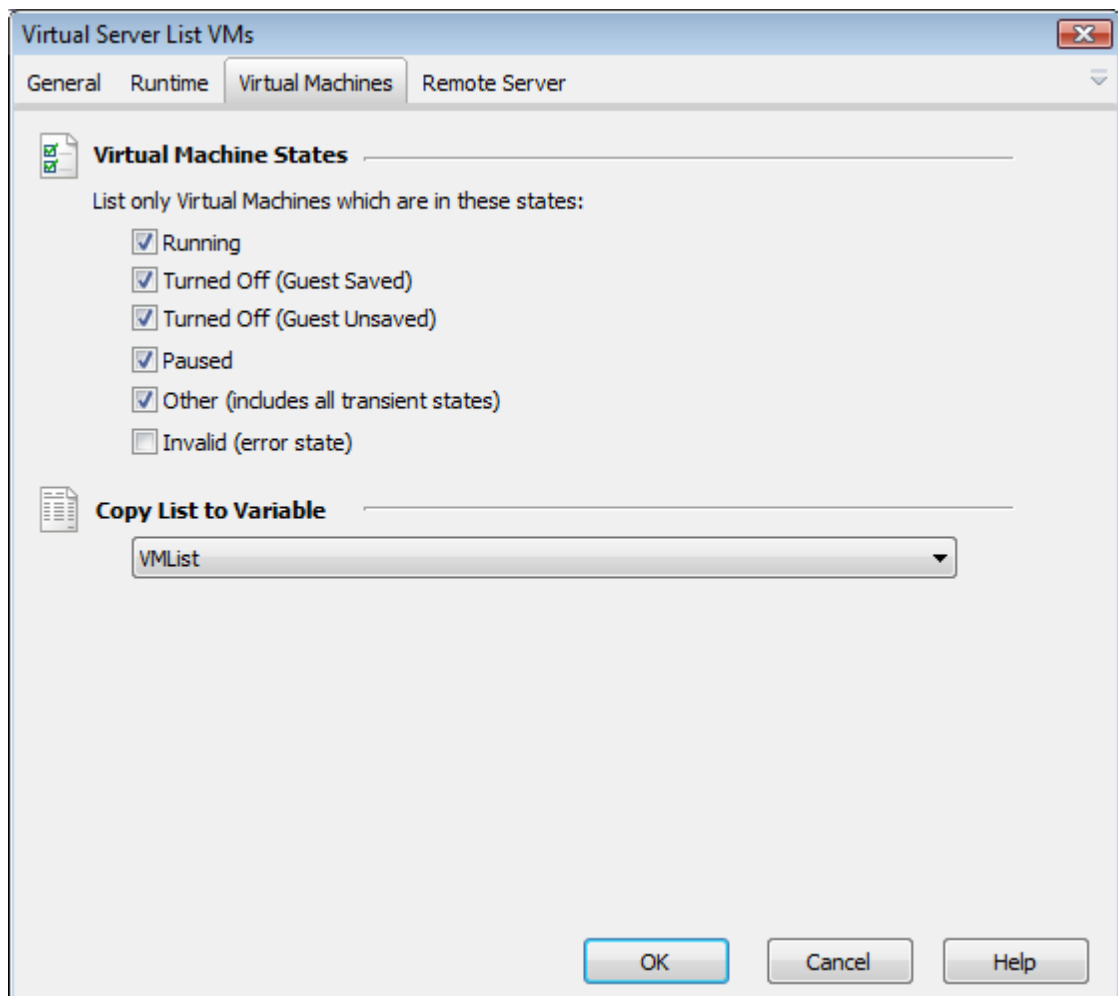 Virtual Server List VMs
General Runtime Virtual Machines Remote Server
Virtual Machine States
List only Virtual Machines which are in these states:
Running
Turned Off (Guest Saved)
Turned Off (Guest Unsaved)
Paused
Other (includes all transient states)
Invalid (error state)
Copy List to Variable
VMList
OK Cancel Help